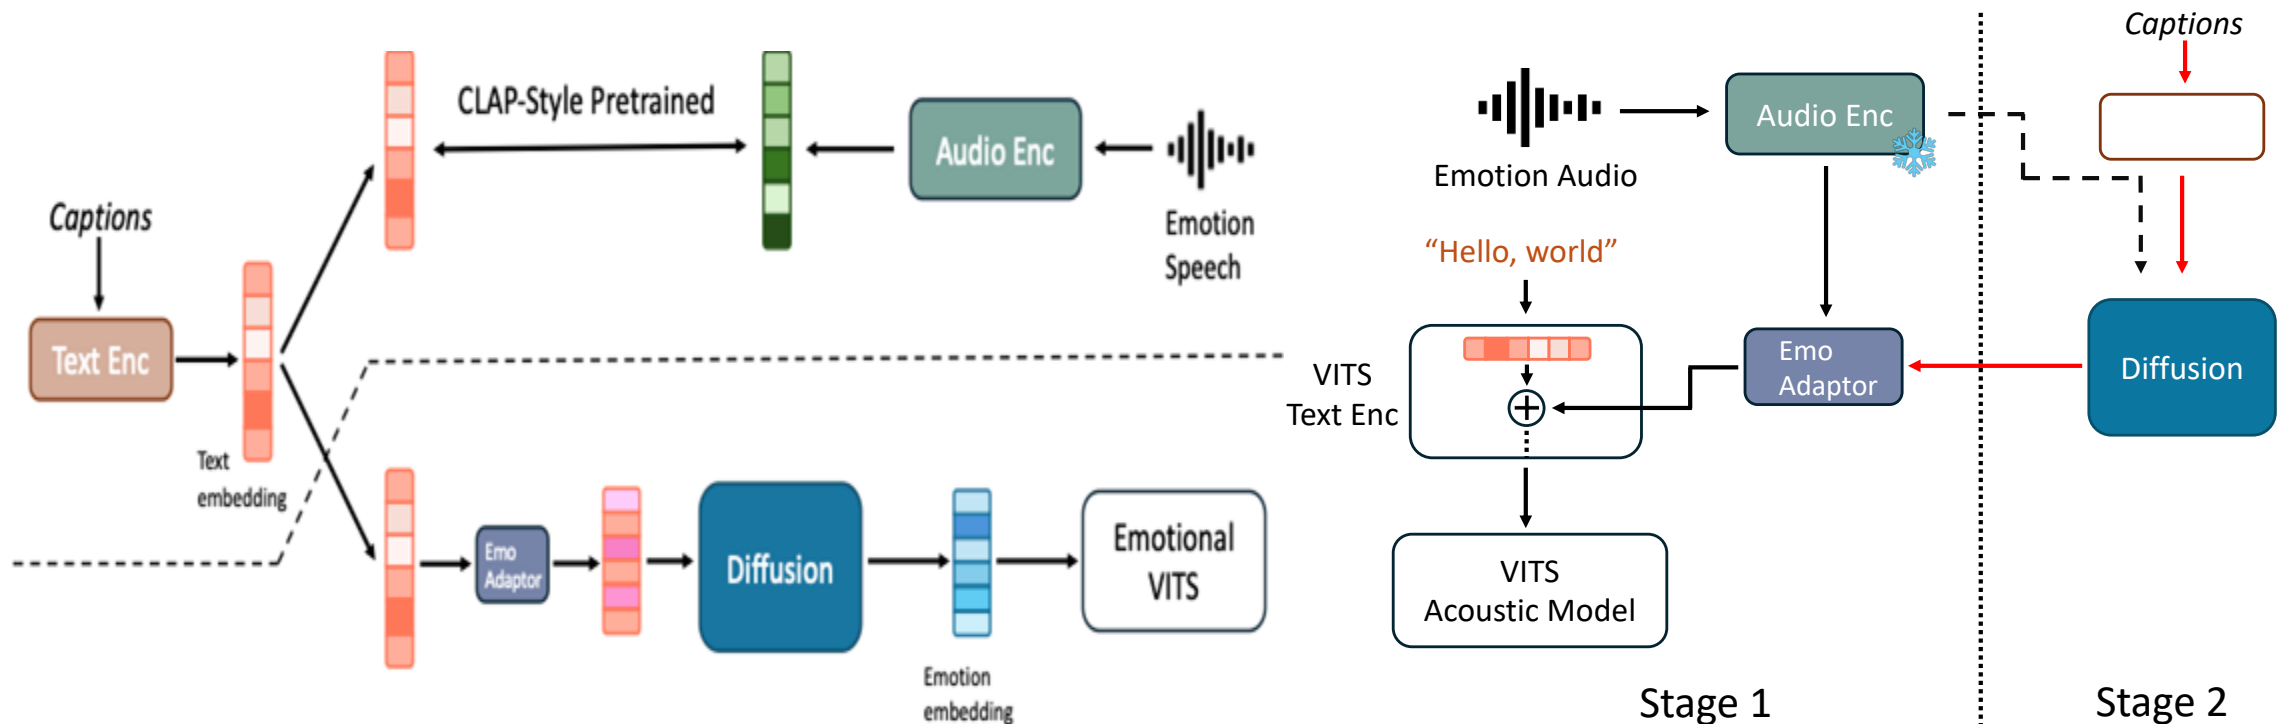 CLAP-Style Pretrained
Audio Enc
Emotion
Speech
Captions
Text Enc
Text
embedding
Emo
Adaptor
Diffusion
Emotional
VITS
Emotion
embedding
Emotion Audio
Audio Enc
"Hello, world"
VITS
Text Enc
Emo
Adaptor
VITS
Acoustic Model
Stage 1
Captions
Diffusion
Stage 2